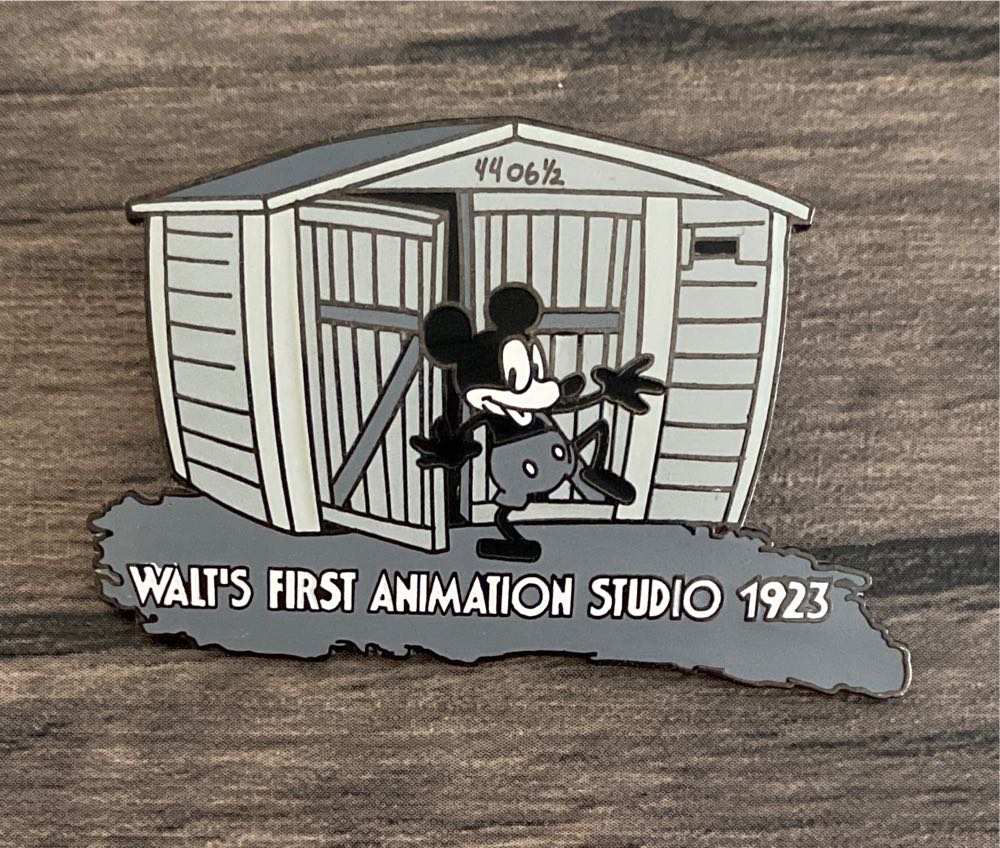 4406½
WALT'S FIRST ANIMATION STUDIO 1923